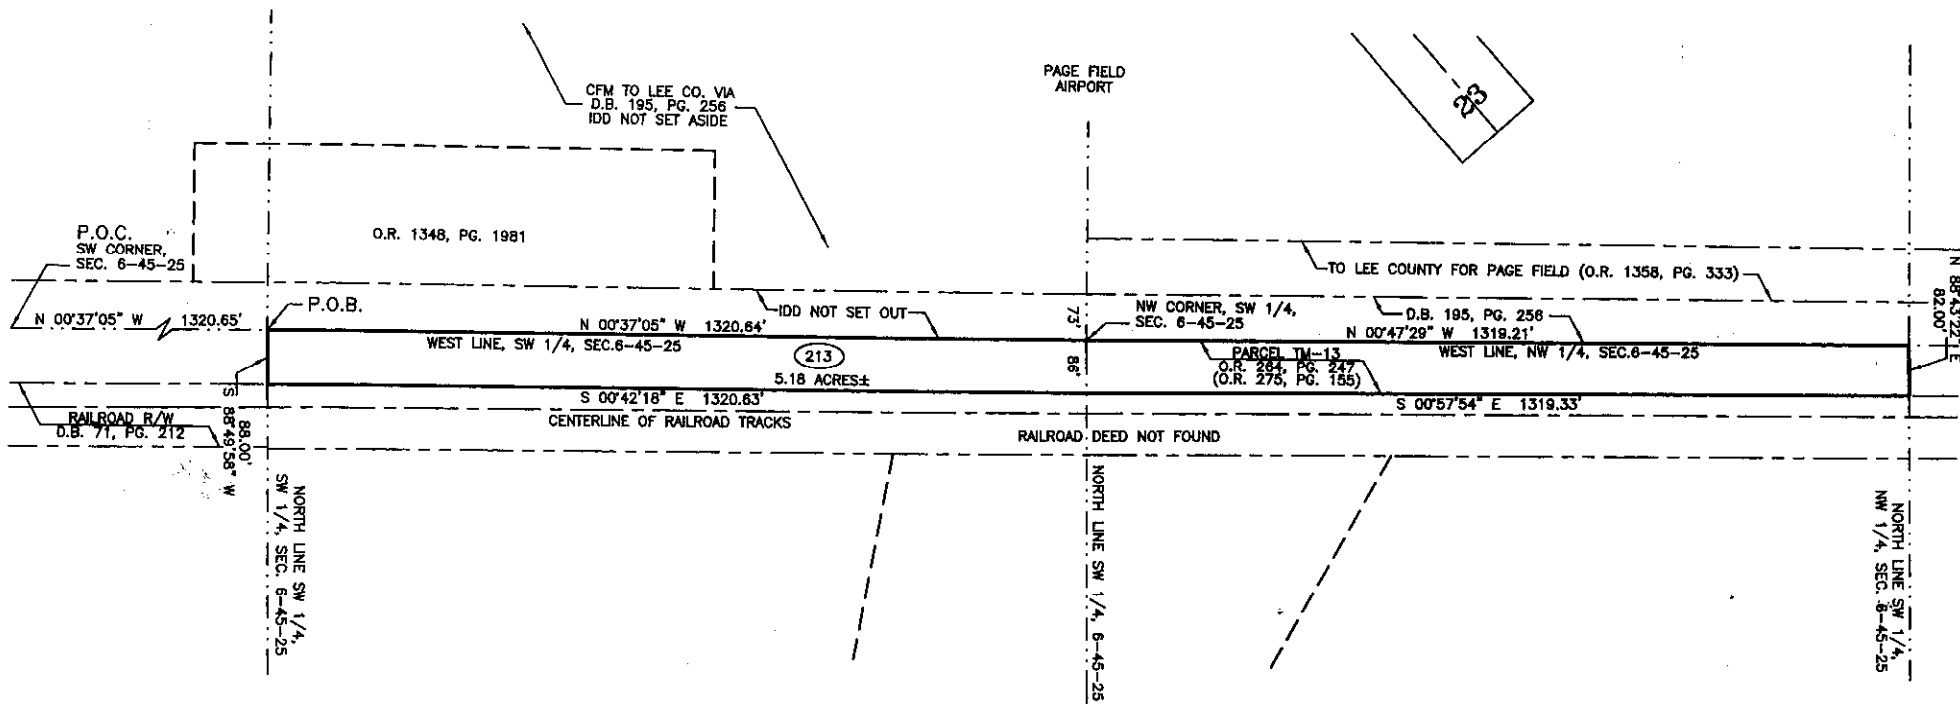 CFM TO LEE CO. VIA
D.B. 195, PG. 256
IDD NOT SET ASIDE
PAGE FIELD
AIRPORT
23
P.O.C.
SW CORNER,
SEC. 6-45-25
O.R. 1348, PG. 1981
TO LEE COUNTY FOR PAGE FIELD (O.R. 1358, PG. 333)
N 88°43'22" E
82.00'
N 00°37'05" W 1320.65'
P.O.B.
IDD NOT SET OUT
73'
NW CORNER, SW 1/4,
SEC. 6-45-25
D.B. 195, PG. 256
N 00°37'05" W 1320.64'
N 00°47'29" W 1319.21'
WEST LINE, SW 1/4, SEC.6-45-25
WEST LINE, NW 1/4, SEC.6-45-25
213
5.18 ACRES±
86"
PARCEL TM-13
O.R. 264, PG. 247
(O.R. 275, PG. 155)
S 00°42'18" E 1320.63'
S 00°57'54" E 1319.33'
RAILROAD R/W
D.B. 71, PG. 212
88.00'
S 88°49'58" W
CENTERLINE OF RAILROAD TRACKS
RAILROAD DEED NOT FOUND
NORTH LINE SW 1/4,
SW 1/4, SEC. 6-45-25
NORTH LINE SW 1/4, 6-45-25
NORTH LINE SW 1/4,
NW 1/4, SEC. 6-45-25